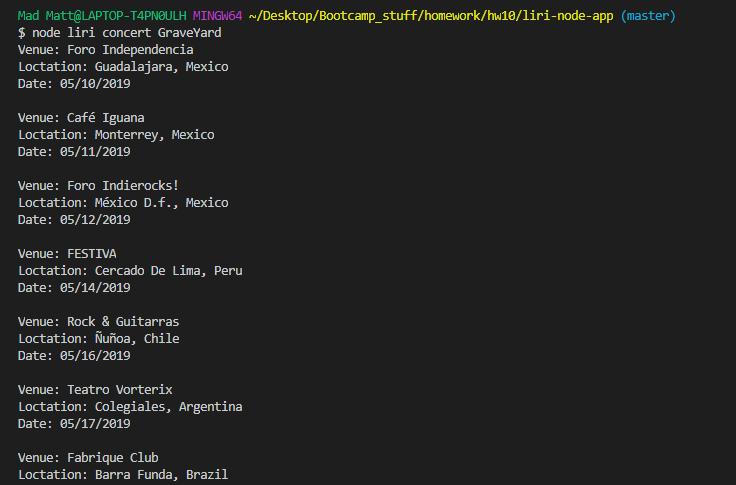 Mad Matt@LAPTOP-T4PN0ULH MINGW64 ~/Desktop/Bootcamp_stuff/homework/hw10/liri-node-app (master)
$ node liri concert GraveYard
Venue: Foro Independencia
Loctation: Guadalajara, Mexico
Date: 05/10/2019

Venue: Café Iguana
Loctation: Monterrey, Mexico
Date: 05/11/2019

Venue: Foro Indierocks!
Loctation: México D.f., Mexico
Date: 05/12/2019

Venue: FESTIVA
Loctation: Cercado De Lima, Peru
Date: 05/14/2019

Venue: Rock & Guitarras
Loctation: Ñuñoa, Chile
Date: 05/16/2019

Venue: Teatro Vorterix
Loctation: Colegiales, Argentina
Date: 05/17/2019

Venue: Fabrique Club
Loctation: Barra Funda, Brazil